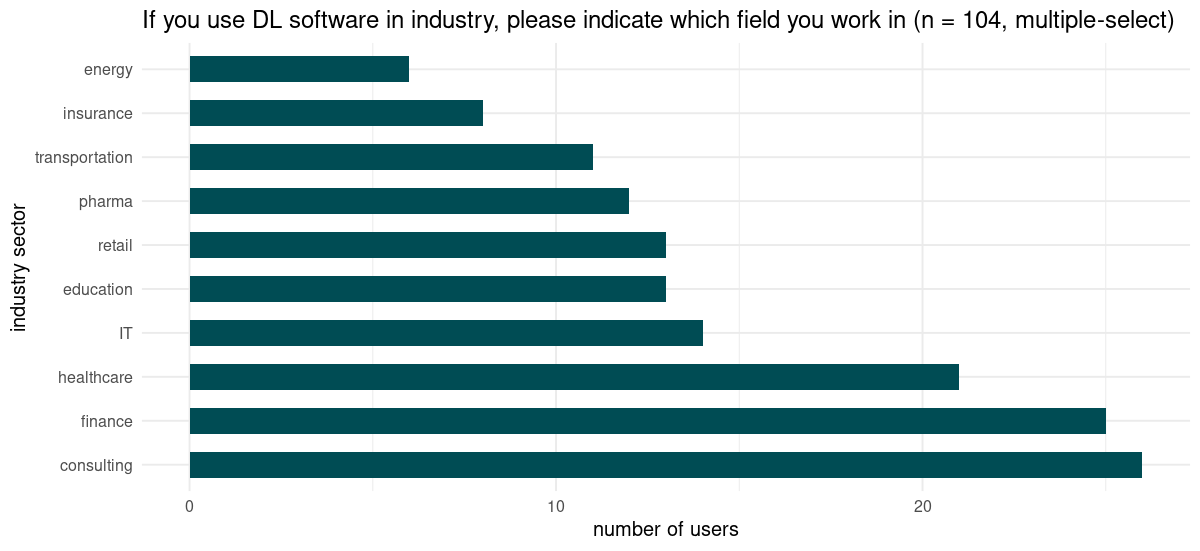 If you use DL software in industry, please indicate which field you work in (n = 104, multiple-select)
industry sector
energy
insurance
transportation
pharma
retail
education
IT
healthcare
finance
consulting
0 10 20
number of users